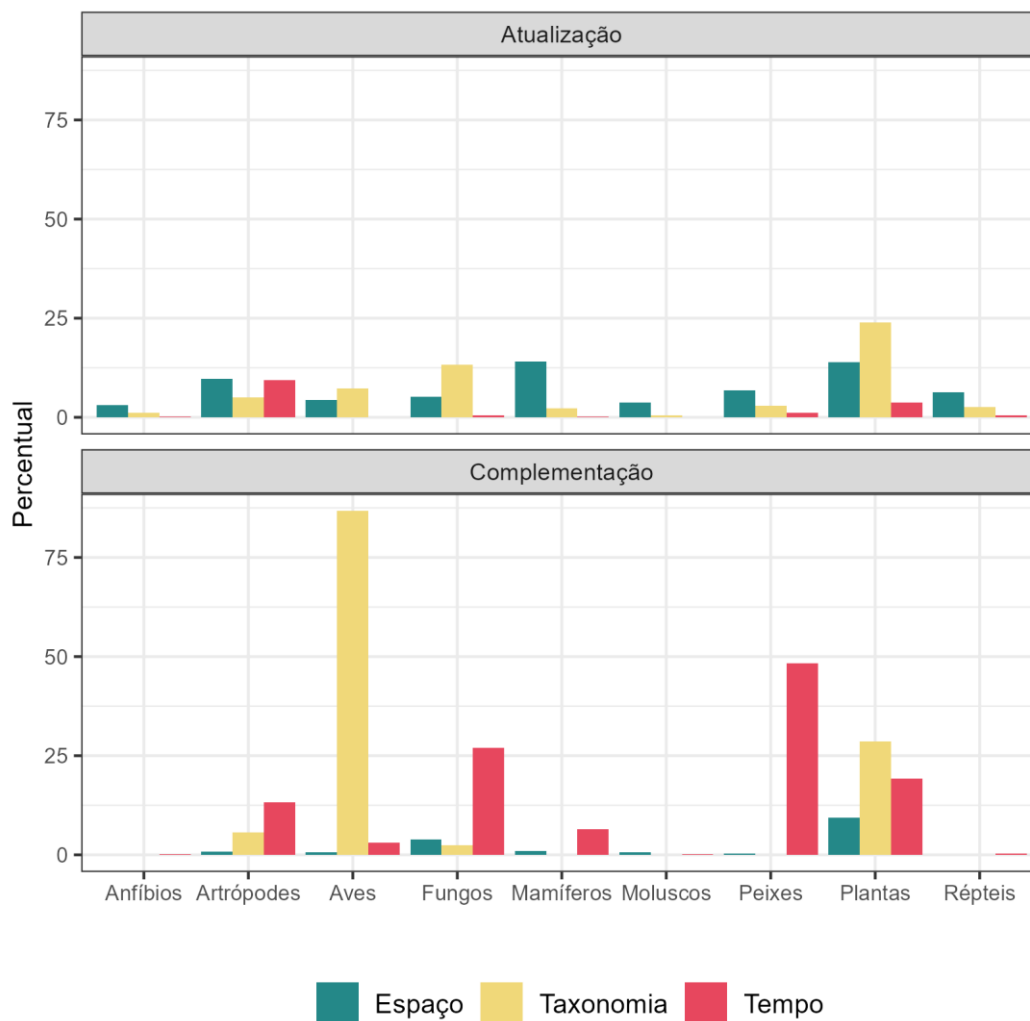 Atualização
75
50
25
0
Percentual
Complementação
75
50
25
0
Anfíbios Artrópodes Aves Fungos Mamíferos Moluscos Peixes Plantas Répteis
Espaço Taxonomia Tempo